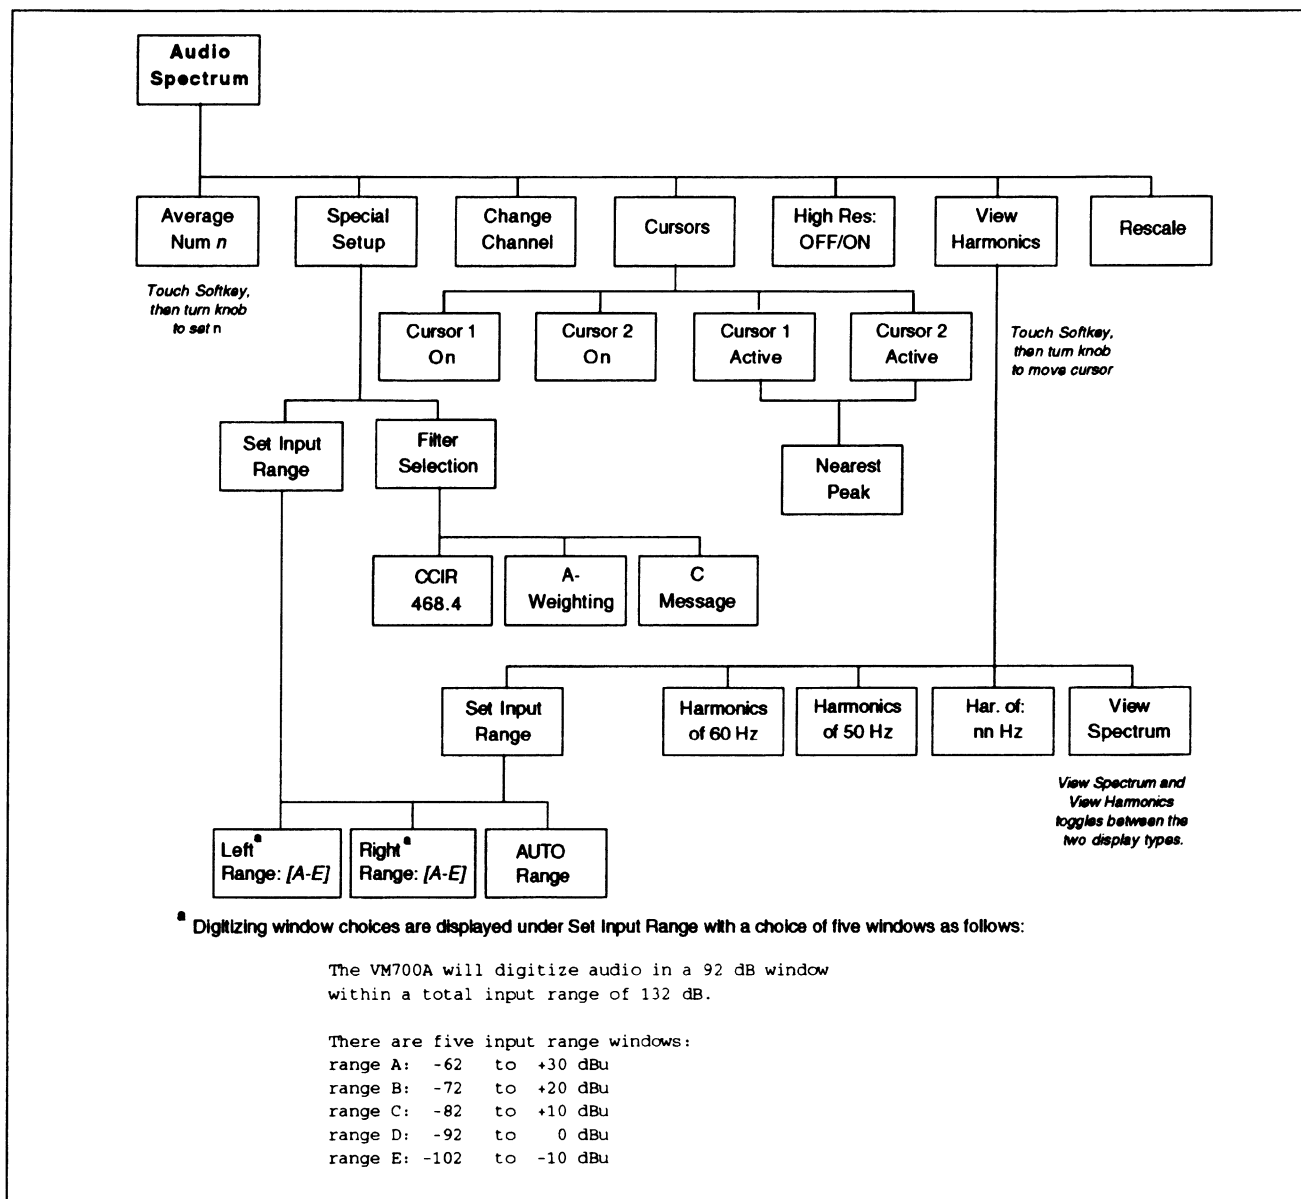 Audio
Spectrum
Average
Num n
Special
Setup
Change
Channel
Cursors
High Res:
OFF/ON
View
Harmonics
Rescale
Touch Softkey,
then turn knob
to set n
Cursor 1
On
Cursor 2
On
Cursor 1
Active
Cursor 2
Active
Touch Softkey,
then turn knob
to move cursor
Set Input
Range
Filter
Selection
Nearest
Peak
CCIR
468.4
A-
Weighting
C
Message
Set Input
Range
Harmonics
of 60 Hz
Harmonics
of 50 Hz
Har. of:
nn Hz
View
Spectrum
View Spectrum and
View Harmonics
toggles between the
two display types.
Left a
Range: [A-E]
Right a
Range: [A-E]
AUTO
Range
a Digitizing window choices are displayed under Set Input Range with a choice of five windows as follows:
The VM700A will digitize audio in a 92 dB window
within a total input range of 132 dB.
There are five input range windows:
range A: -62 to +30 dBu
range B: -72 to +20 dBu
range C: -82 to +10 dBu
range D: -92 to 0 dBu
range E: -102 to -10 dBu